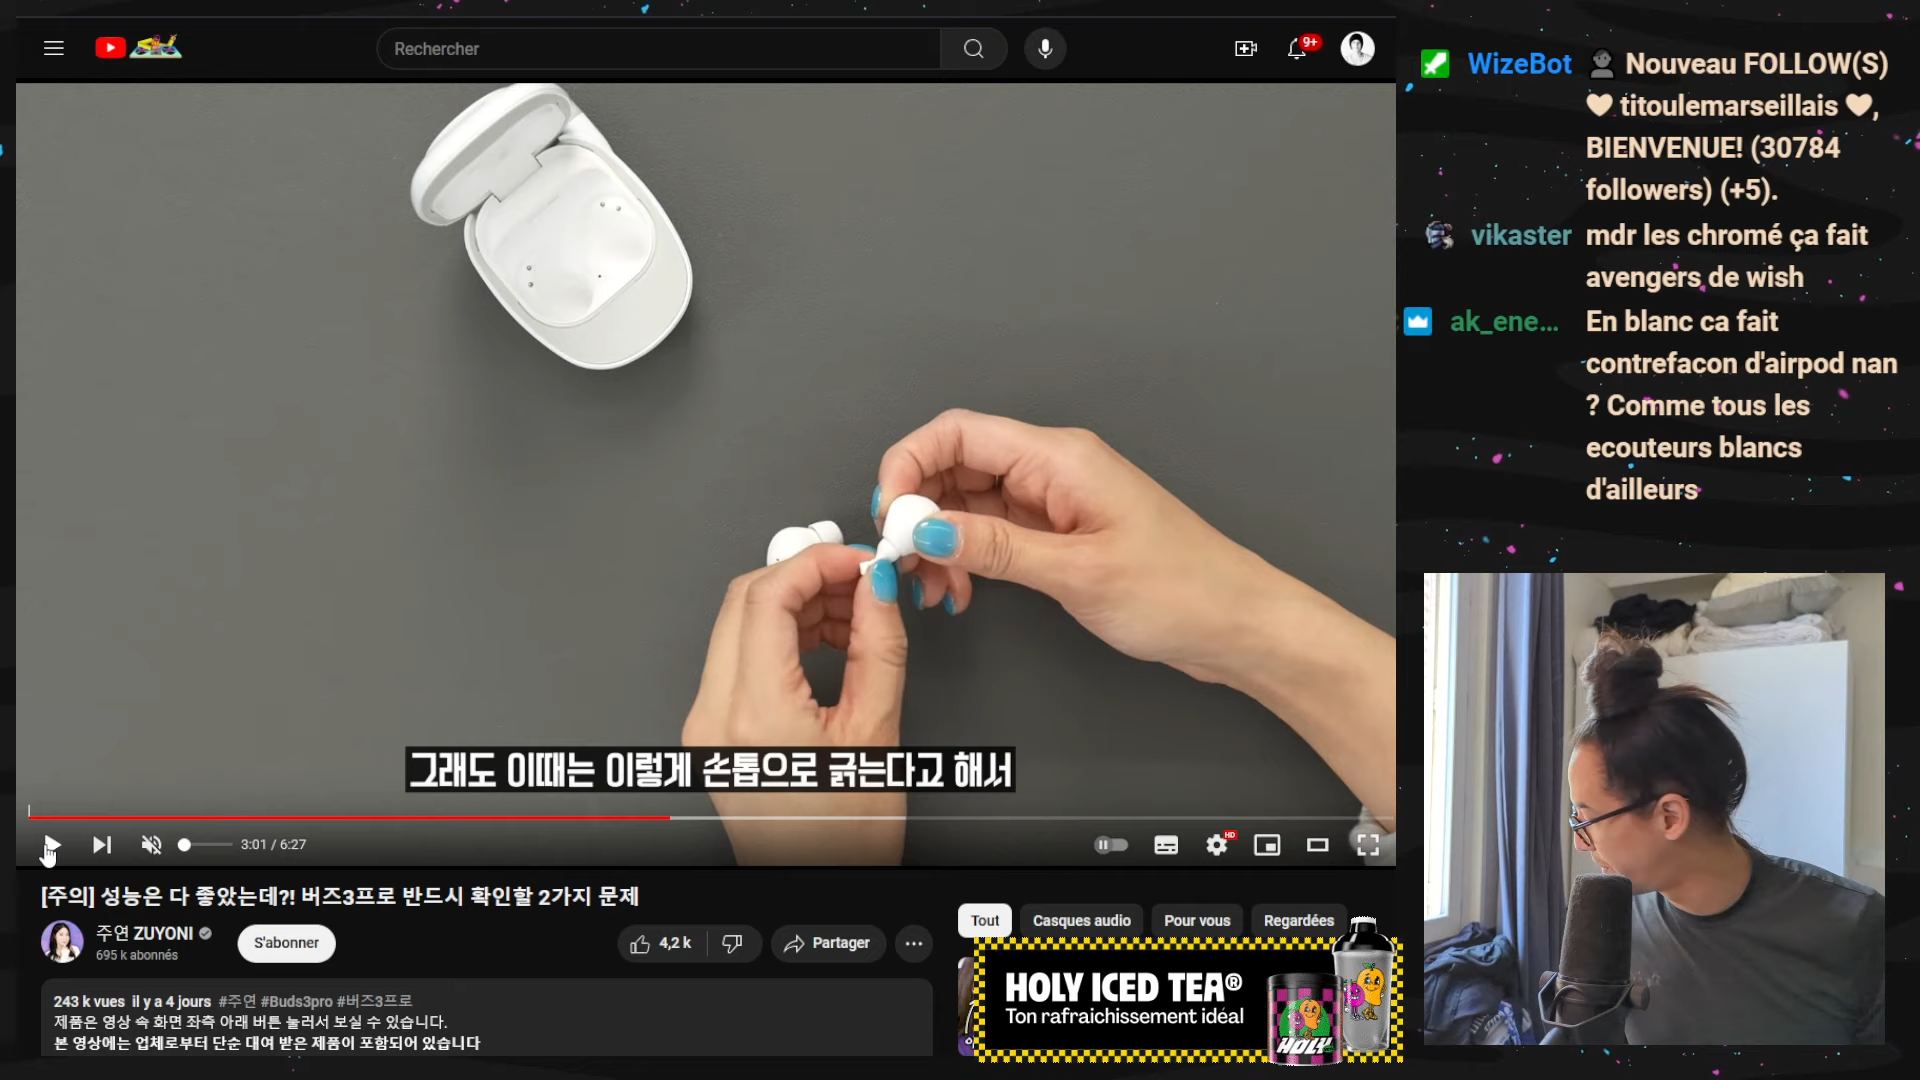 Rechercher
9+
그래도 이때는 이렇게 손톱으로 긁는다고 해서
3:01 / 6:27
HD
[주의] 성능은 다 좋았는데?! 버즈3프로 반드시 확인할 2가지 문제
주연 ZUYONI
695 k abonnés
S'abonner
4,2 k
Partager
243 k vues il y a 4 jours #주연 #Buds3pro #버즈3프로
제품은 영상 속 화면 좌측 아래 버튼 눌러서 보실 수 있습니다.
본 영상에는 업체로부터 단순 대여 받은 제품이 포함되어 있습니다
Tout
Casques audio
Pour vous
Regardées
HOLY ICED TEA®
Ton rafraichissement idéal
HOLY
WizeBot Nouveau FOLLOW(S)
titoulemarseillais ,
BIENVENUE! (30784
followers) (+5).
vikaster mdr les chromé ça fait
avengers de wish
ak_ene... En blanc ca fait
contrefacon d'airpod nan
? Comme tous les
ecouteurs blancs
d'ailleurs